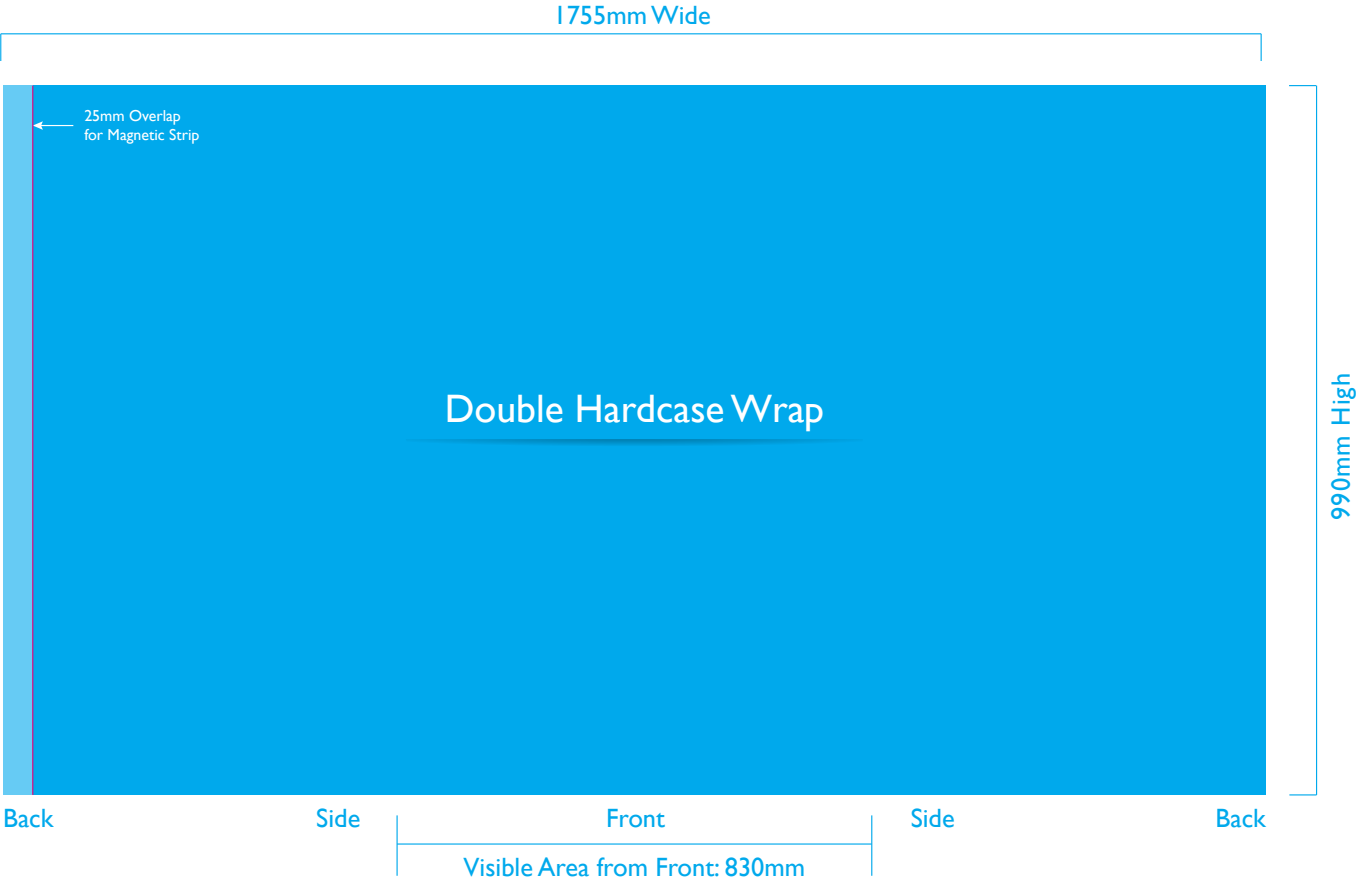 1755mm Wide
25mm Overlap
for Magnetic Strip
Double Hardcase Wrap
990mm High
Back
Side
Front
Side
Back
Visible Area from Front: 830mm